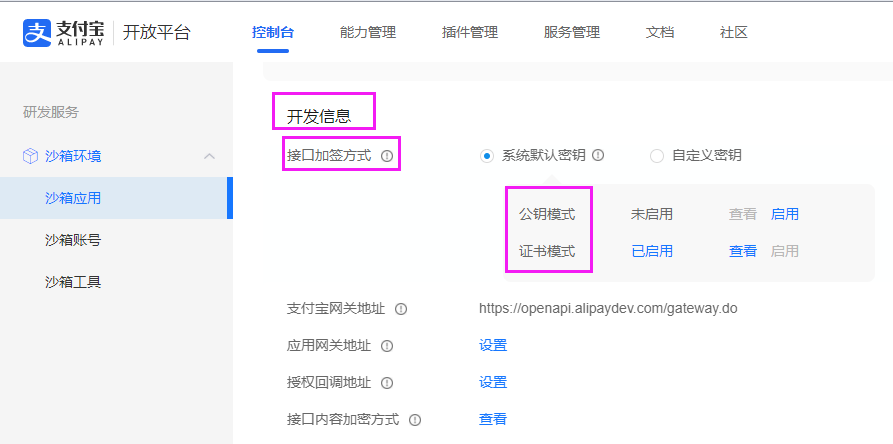 支付宝 ALIPAY 开放平台 控制台 能力管理 插件管理 服务管理 文档 社区
研发服务
沙箱环境
沙箱应用
沙箱账号
沙箱工具
开发信息
接口加签方式 系统默认密钥 自定义密钥
公钥模式 未启用 查看 启用
证书模式 已启用 查看 启用
支付宝网关地址 https://openapi.alipaydev.com/gateway.do
应用网关地址 设置
授权回调地址 设置
接口内容加密方式 查看